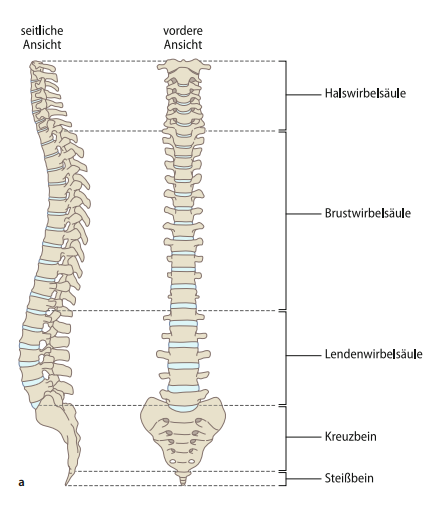 seitliche
Ansicht
vordere
Ansicht
Halswirbelsäule
Brustwirbelsäule
Lendenwirbelsäule
Kreuzbein
Steißbein
a